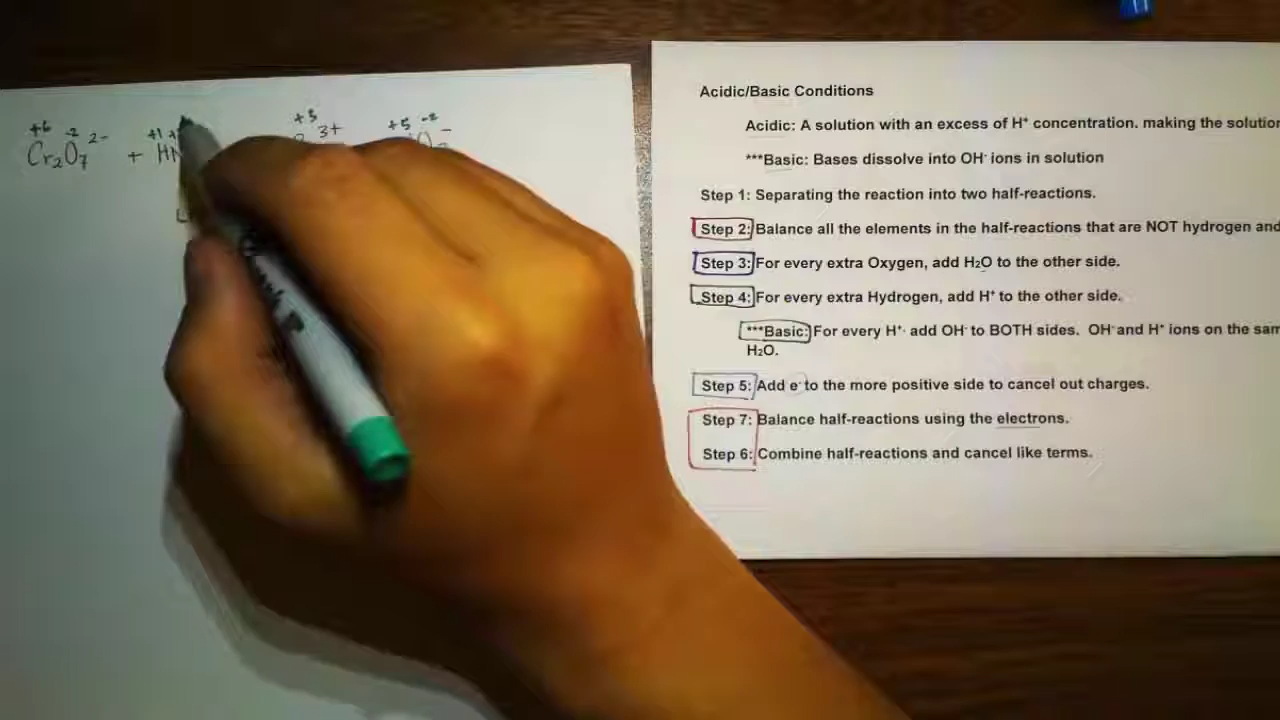 +6 -2 +1 +3 +5 -2
Cr₂O₇ ²⁻ + HN 3+ O ⁻
Acidic/Basic Conditions
Acidic: A solution with an excess of H⁺ concentration. making the solution
***Basic: Bases dissolve into OH⁻ ions in solution
Step 1: Separating the reaction into two half-reactions.
Step 2: Balance all the elements in the half-reactions that are NOT hydrogen and
Step 3: For every extra Oxygen, add H₂O to the other side.
Step 4: For every extra Hydrogen, add H⁺ to the other side.
***Basic: For every H⁺, add OH⁻ to BOTH sides. OH⁻ and H⁺ ions on the
H₂O.
Step 5: Add e⁻ to the more positive side to cancel out charges.
Step 7: Balance half-reactions using the electrons.
Step 6: Combine half-reactions and cancel like terms.